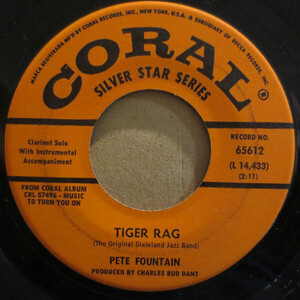 MARCA REGISTRADA MF'D BY CORAL RECORDS, INC., NEW YORK, U.S.A. A SUBSIDIARY OF DECCA RECORDS, INC.
CORAL
®
SILVER STAR SERIES
Clarinet Solo
With Instrumental
Accompaniment
RECORD NO.
65612
(L 14,433)
(2:11)
FROM CORAL ALBUM
CRL 57496 - MUSIC
TO TURN YOU ON
TIGER RAG
(The Original Dixieland Jazz Band)
PETE FOUNTAIN
PRODUCED BY CHARLES BUD DANT